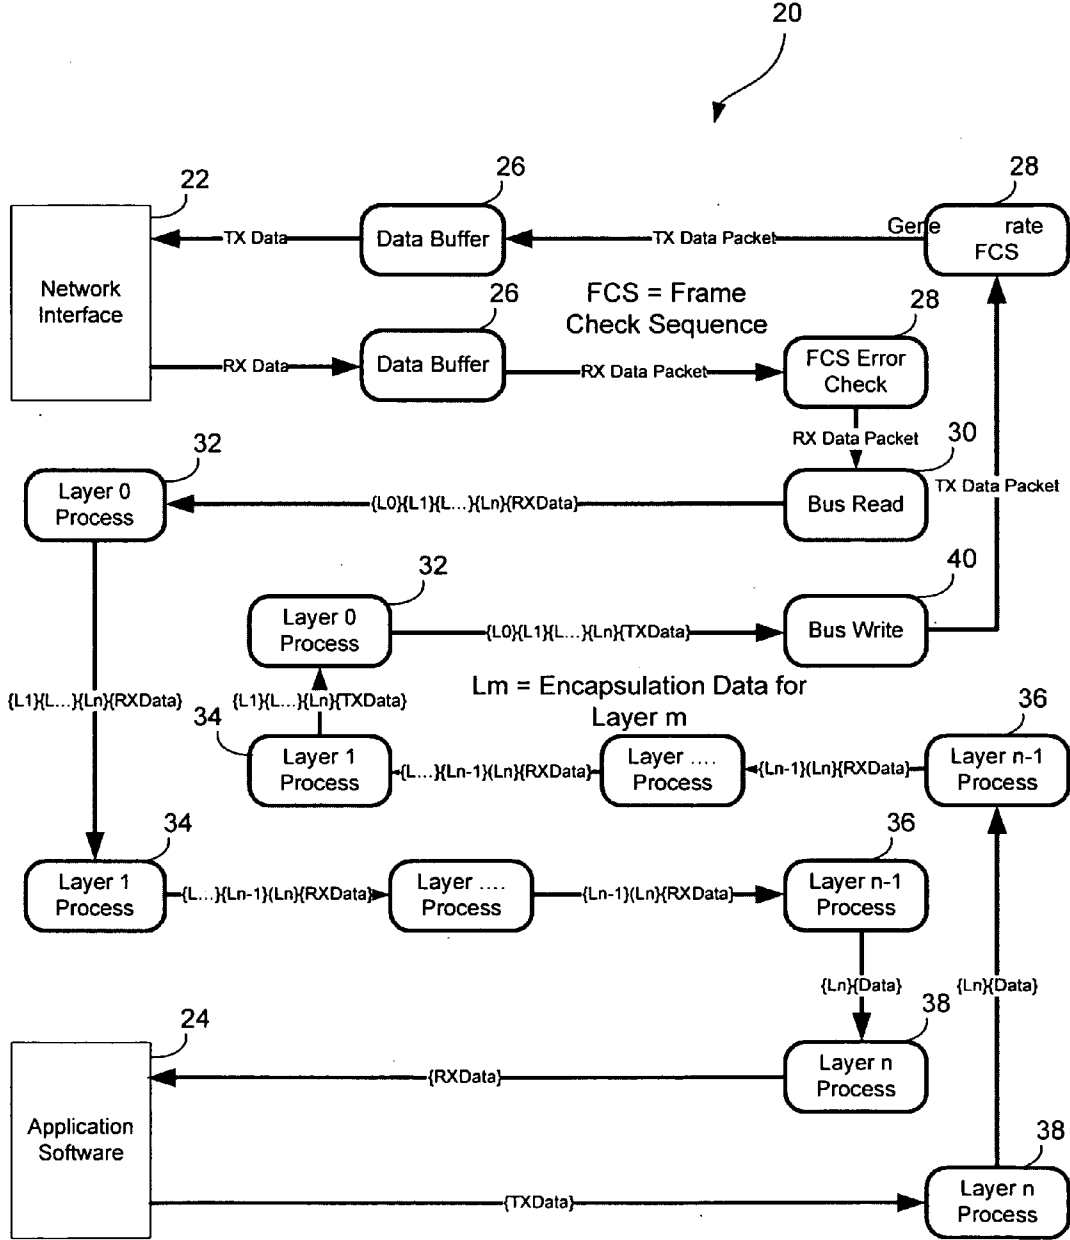 20
22
26
28
Network
Interface
TX Data
Data Buffer
TX Data Packet
Gene rate
FCS
FCS = Frame
Check Sequence
26
28
RX Data
Data Buffer
RX Data Packet
FCS Error
Check
RX Data Packet
30
TX Data Packet
32
Layer 0
Process
{L0}{L1}{L...}{Ln}{RXData}
Bus Read
32
40
Layer 0
Process
{L0}{L1}{L...}{Ln}{TXData}
Bus Write
{L1}{L...}{Ln}{RXData}
{L1}{L...}{Ln}{TXData}
Lm = Encapsulation Data for
Layer m
34
36
Layer 1
Process
{L...}{Ln-1}(Ln}{RXData}
Layer ....
Process
{Ln-1}(Ln}{RXData}
Layer n-1
Process
34
36
Layer 1
Process
{L...}{Ln-1}(Ln}{RXData}
Layer ....
Process
{Ln-1}(Ln}{RXData}
Layer n-1
Process
{Ln}{Data}
{Ln}{Data}
24
38
Application
Software
{RXData}
Layer n
Process
38
{TXData}
Layer n
Process